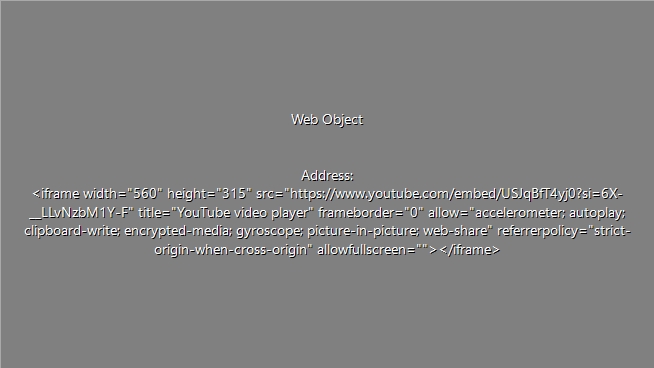 Web Object
Address:
<iframe width="560" height="315" src="https://www.youtube.com/embed/USJqBfT4yj0?si=6X-
__LLvNzbM1Y-F" title="YouTube video player" frameborder="0" allow="accelerometer; autoplay;
clipboard-write; encrypted-media; gyroscope; picture-in-picture; web-share" referrerpolicy="strict-
origin-when-cross-origin" allowfullscreen=""></iframe>